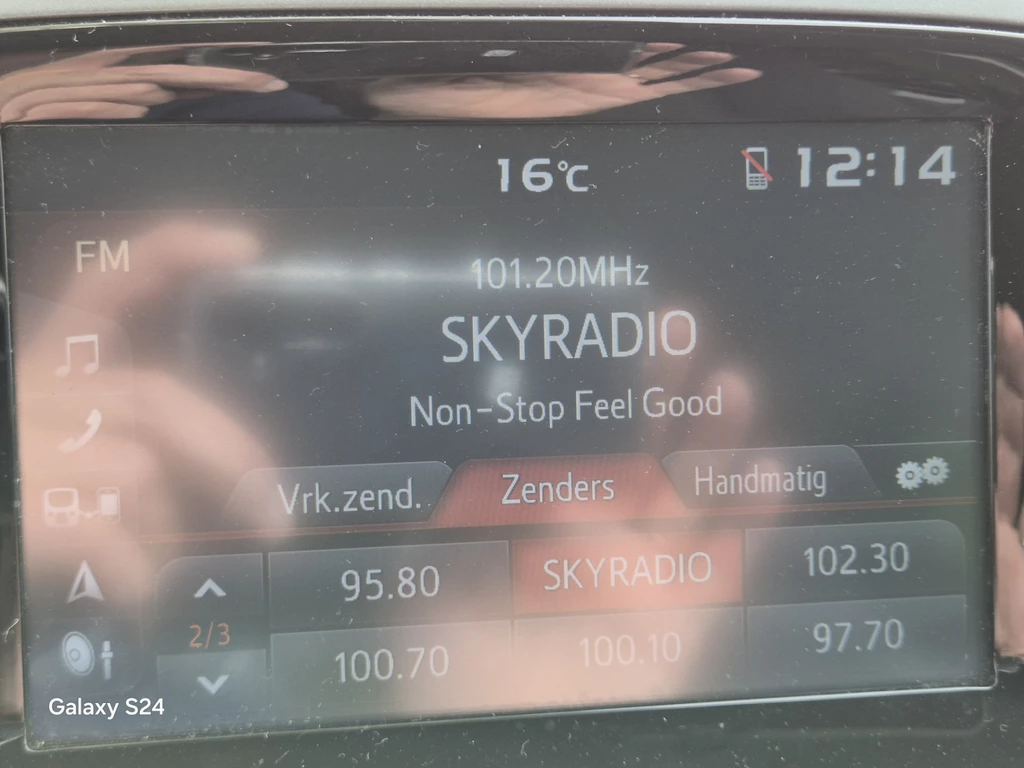 16°C 12:14
FM
101.20MHz
SKYRADIO
Non-Stop Feel Good
Vrk.zend. Zenders Handmatig
95.80 SKYRADIO 102.30
2/3
100.70 100.10 97.70
Galaxy S24